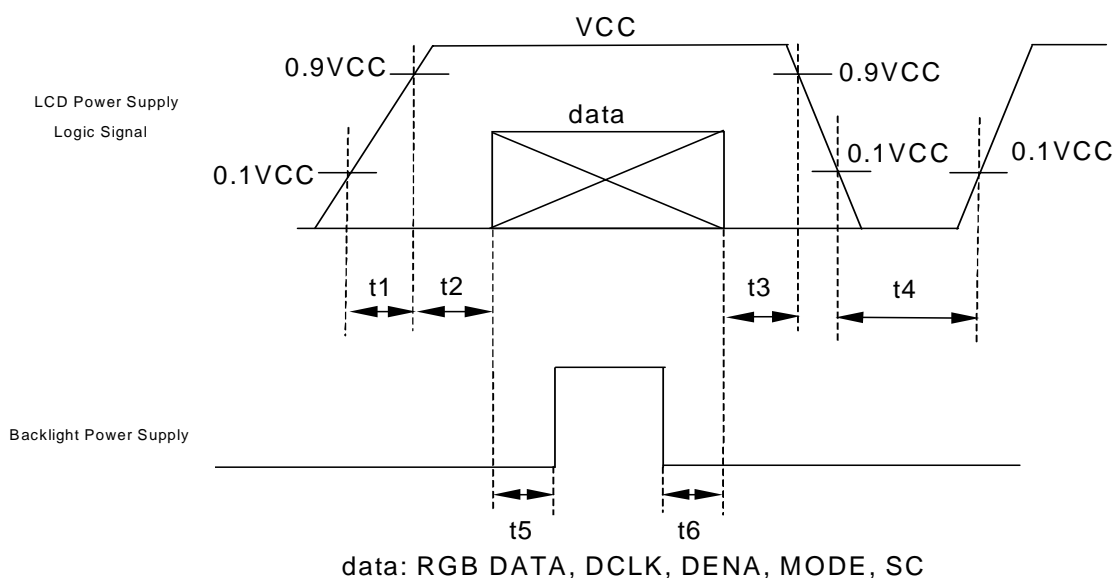 VCC
0.9VCC
0.9VCC
LCD Power Supply
Logic Signal
data
0.1VCC
0.1VCC
0.1VCC
t1
t2
t3
t4
Backlight Power Supply
t5
t6
data: RGB DATA, DCLK, DENA, MODE, SC